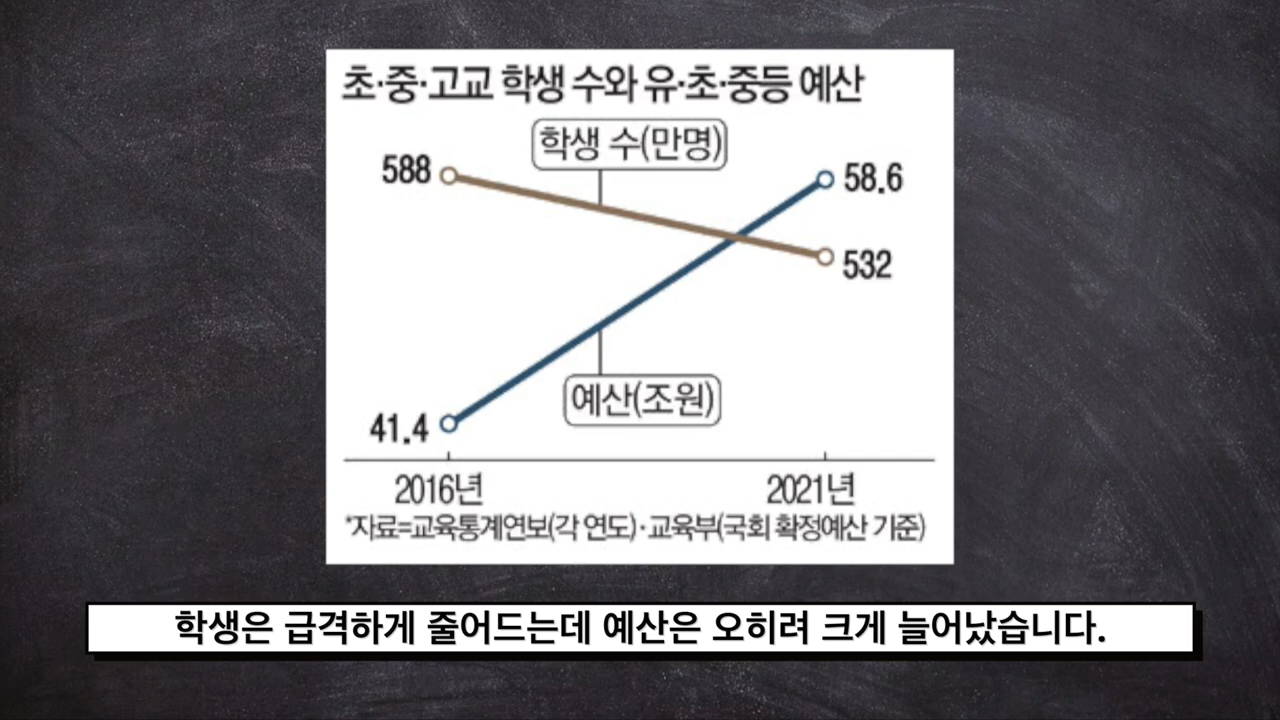 초·중·고교 학생 수와 유·초·중등 예산
학생 수(만명)
588
58.6
532
예산(조원)
41.4
2016년
2021년
*자료=교육통계연보(각 연도)·교육부(국회 확정예산 기준)
학생은 급격하게 줄어드는데 예산은 오히려 크게 늘어났습니다.